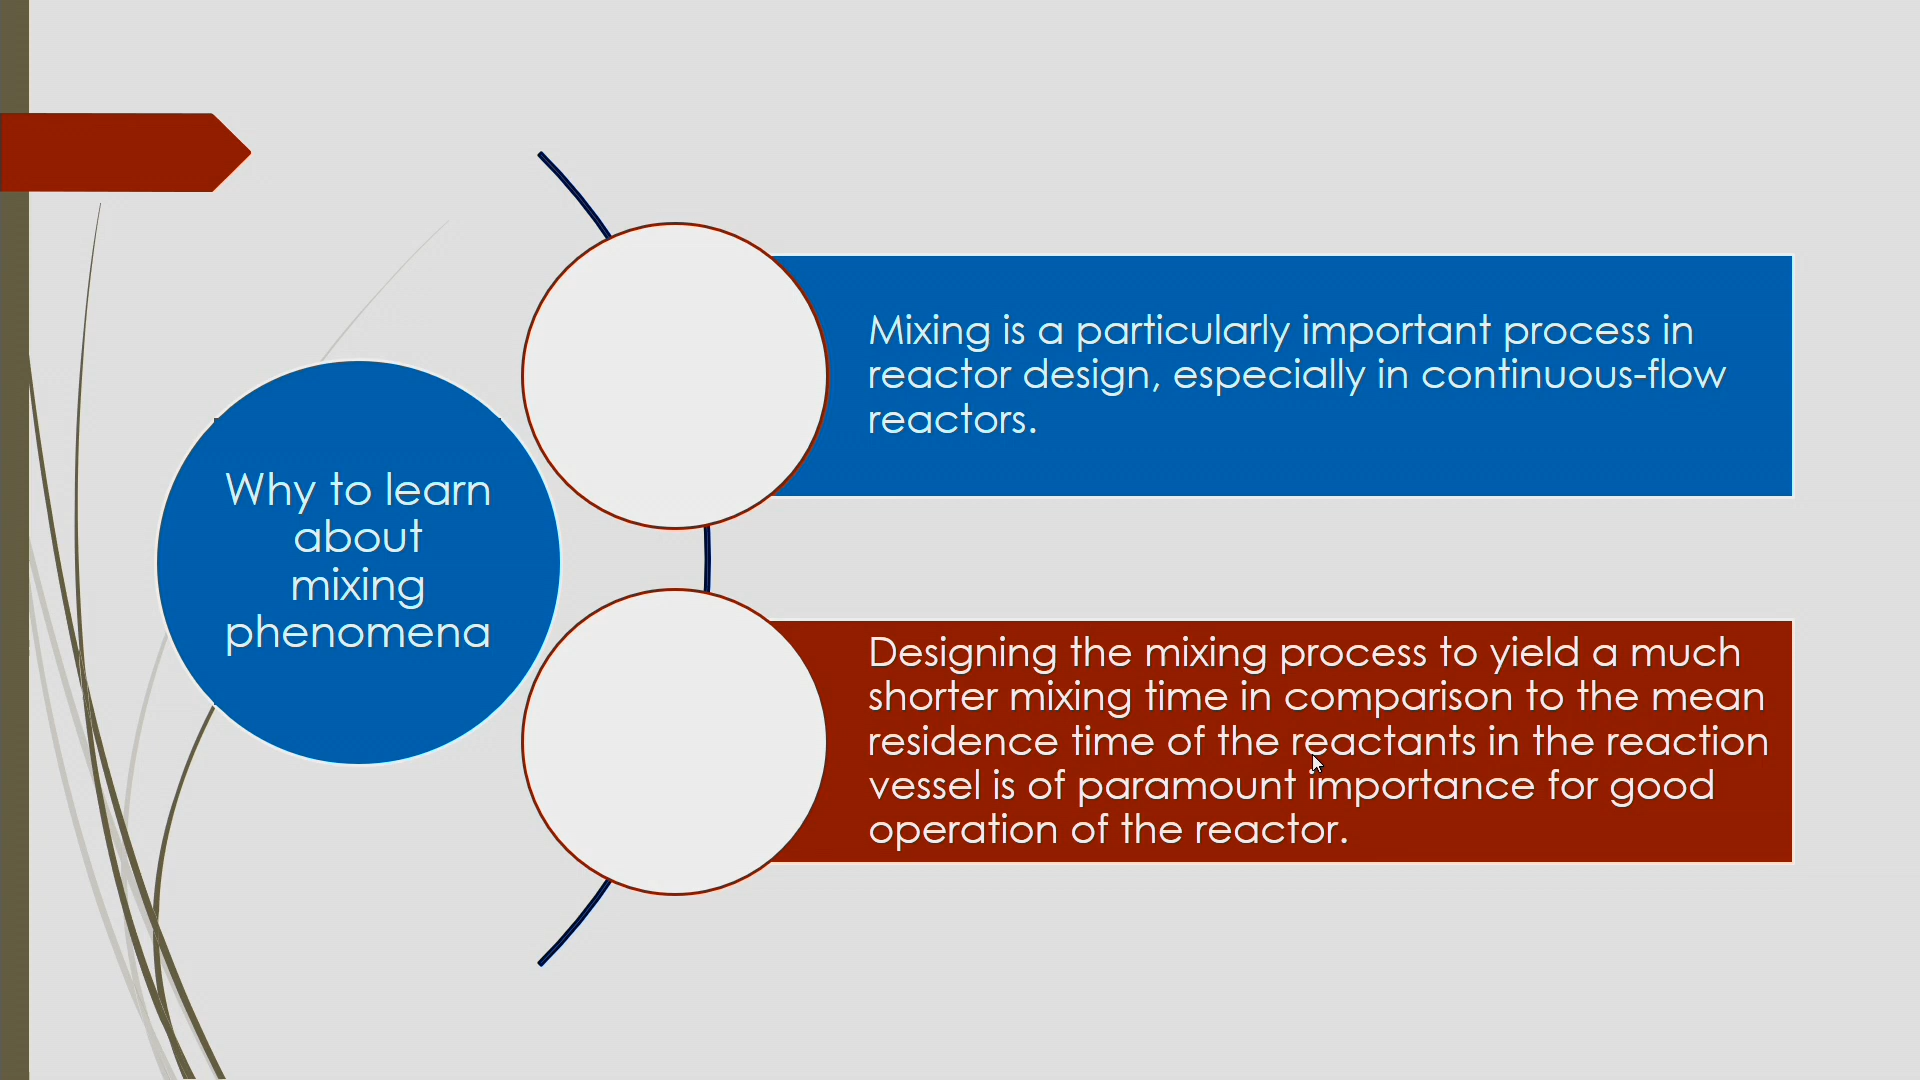 Why to learn
about
mixing
phenomena
Mixing is a particularly important process in
reactor design, especially in continuous-flow
reactors.
Designing the mixing process to yield a much
shorter mixing time in comparison to the mean
residence time of the reactants in the reaction
vessel is of paramount importance for good
operation of the reactor.